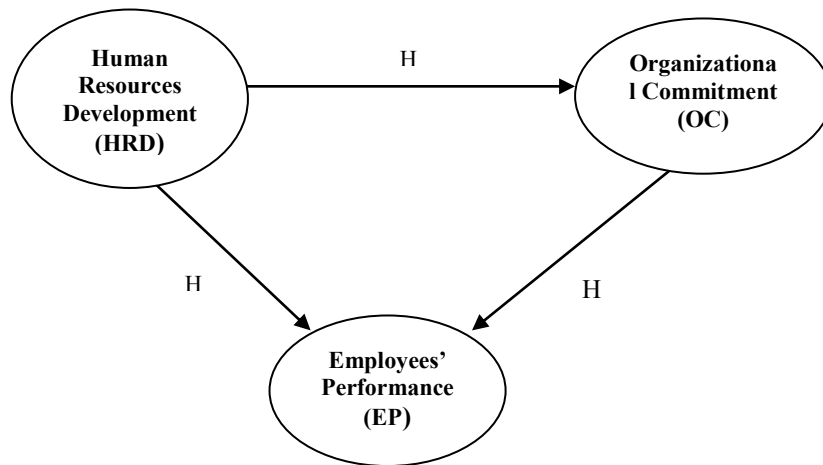 Human
Resources
Development
(HRD)
H
Organizationa
l Commitment
(OC)
H
H
Employees’
Performance
(EP)